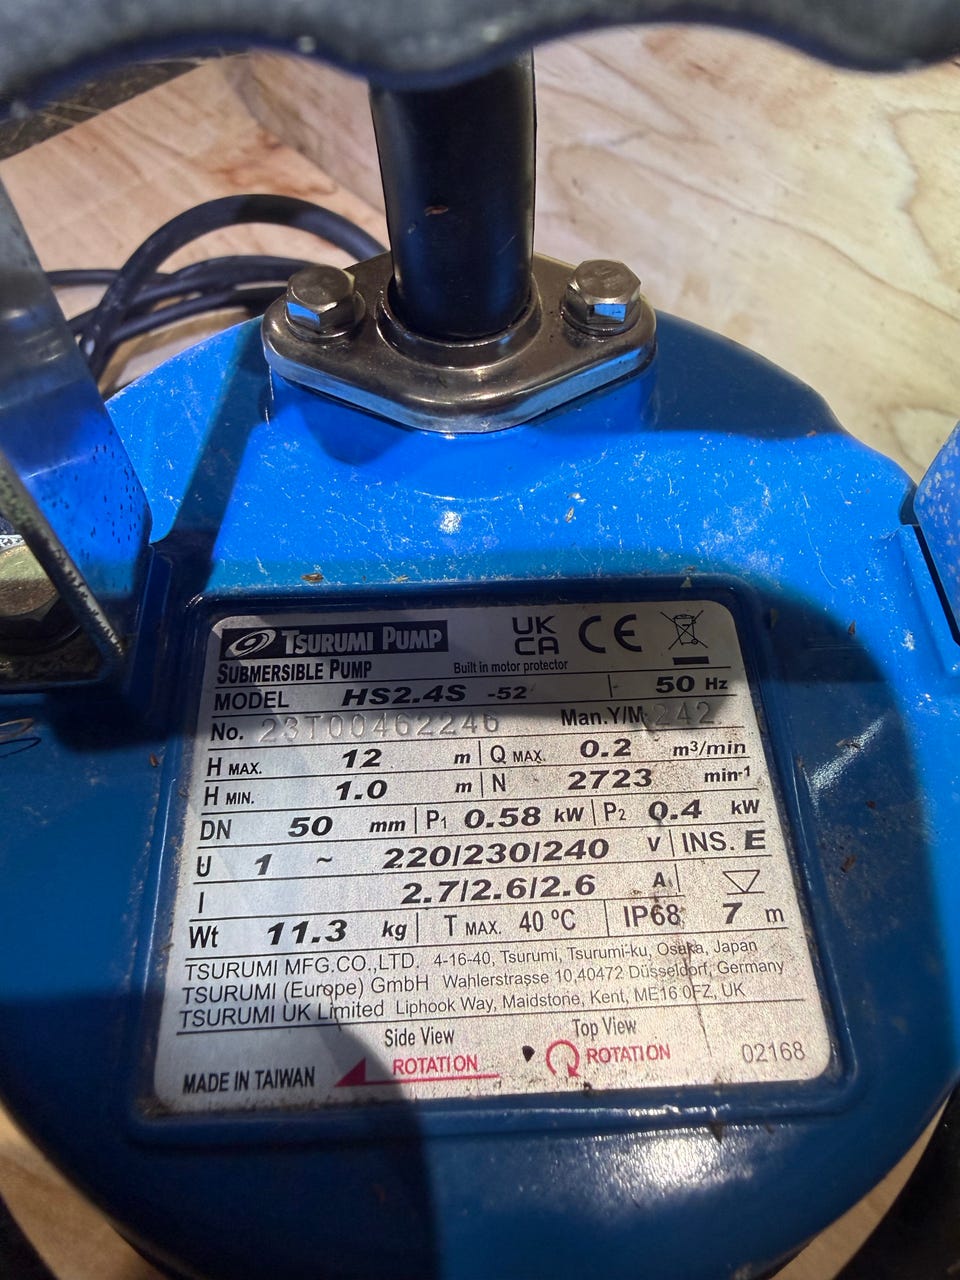 TSURUMI PUMP UK CA CE
SUBMERSIBLE PUMP Built in motor protector
MODEL HS2.4S -52 50 Hz
No. 23T00462246 Man.Y/M 242
H MAX. 12 m Q MAX. 0.2 m³/min
H MIN. 1.0 m N 2723 min-1
DN 50 mm P1 0.58 kW P2 0.4 kW
U 1 ~ 220/230/240 V INS. E
I 2.7/2.6/2.6 A
Wt 11.3 kg T MAX. 40 ºC IP68 7 m
TSURUMI MFG.CO.,LTD. 4-16-40, Tsurumi, Tsurumi-ku, Osaka, Japan
TSURUMI (Europe) GmbH Wahlerstrasse 10,40472 Düsseldorf, Germany
TSURUMI UK Limited Liphook Way, Maidstone, Kent, ME16 0FZ, UK
Side View Top View
MADE IN TAIWAN ROTATION ROTATION 02168